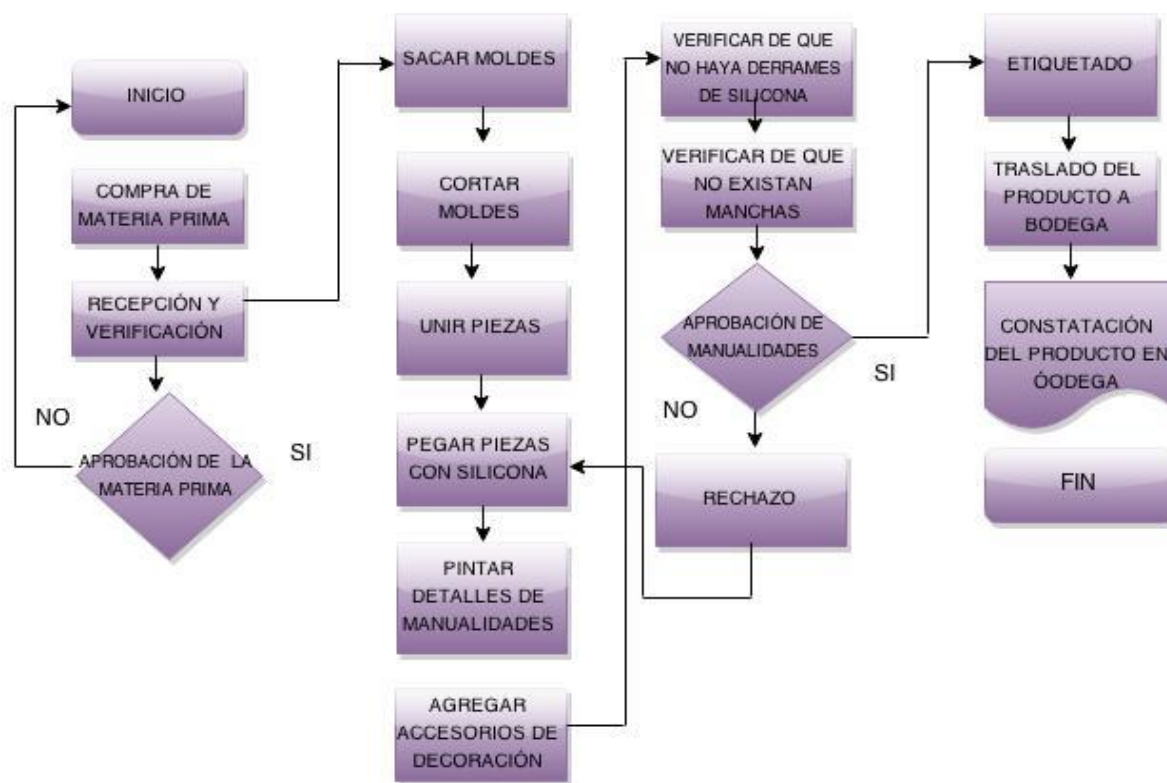 INICIO
COMPRA DE
MATERIA PRIMA
RECEPCIÓN Y
VERIFICACIÓN
NO
SI
APROBACIÓN DE LA
MATERIA PRIMA
SACAR MOLDES
CORTAR
MOLDES
UNIR PIEZAS
PEGAR PIEZAS
CON SILICONA
PINTAR
DETALLES DE
MANUALIDADES
AGREGAR
ACCESORIOS DE
DECORACIÓN
VERIFICAR DE QUE
NO HAYA DERRAMES
DE SILICONA
VERIFICAR DE QUE
NO EXISTAN
MANCHAS
APROBACIÓN DE
MANUALIDADES
SI
NO
RECHAZO
ETIQUETADO
TRASLADO DEL
PRODUCTO A
BODEGA
CONSTATACIÓN
DEL PRODUCTO EN
ÓODEGA
FIN